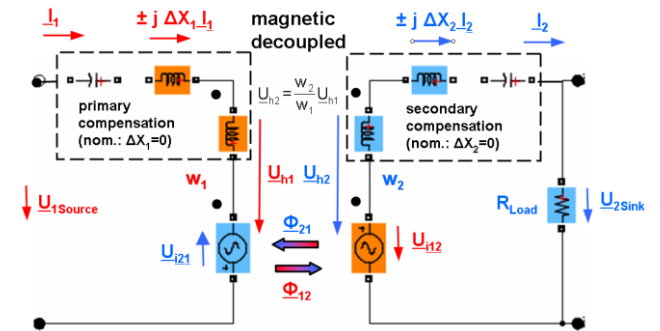 I1
± j ΔX1 I1
magnetic
decoupled
± j ΔX2 I2
I2
primary
compensation
(nom.: ΔX1=0)
Uh2 = w2/w1 Uh1
secondary
compensation
(nom.: ΔX2=0)
w1
Uh1
Uh2
w2
U1Source
RLoad
U2Sink
Ui21
Φ21
Φ12
Ui12